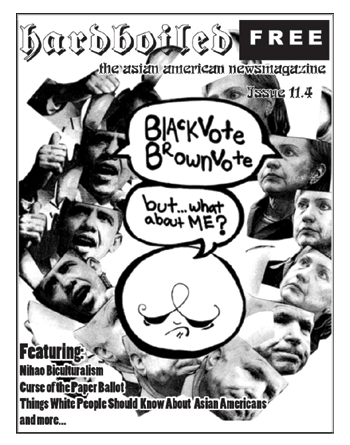 hardboiled
FREE
the asian american newsmagazine
Issue 11.4
BLACKVOTE
BROWNVOTE
but...what
about ME?
Featuring:
Nihao Biculturalism
Curse of the Paper Ballot
Things White People Should Know About Asian Americans
and more...